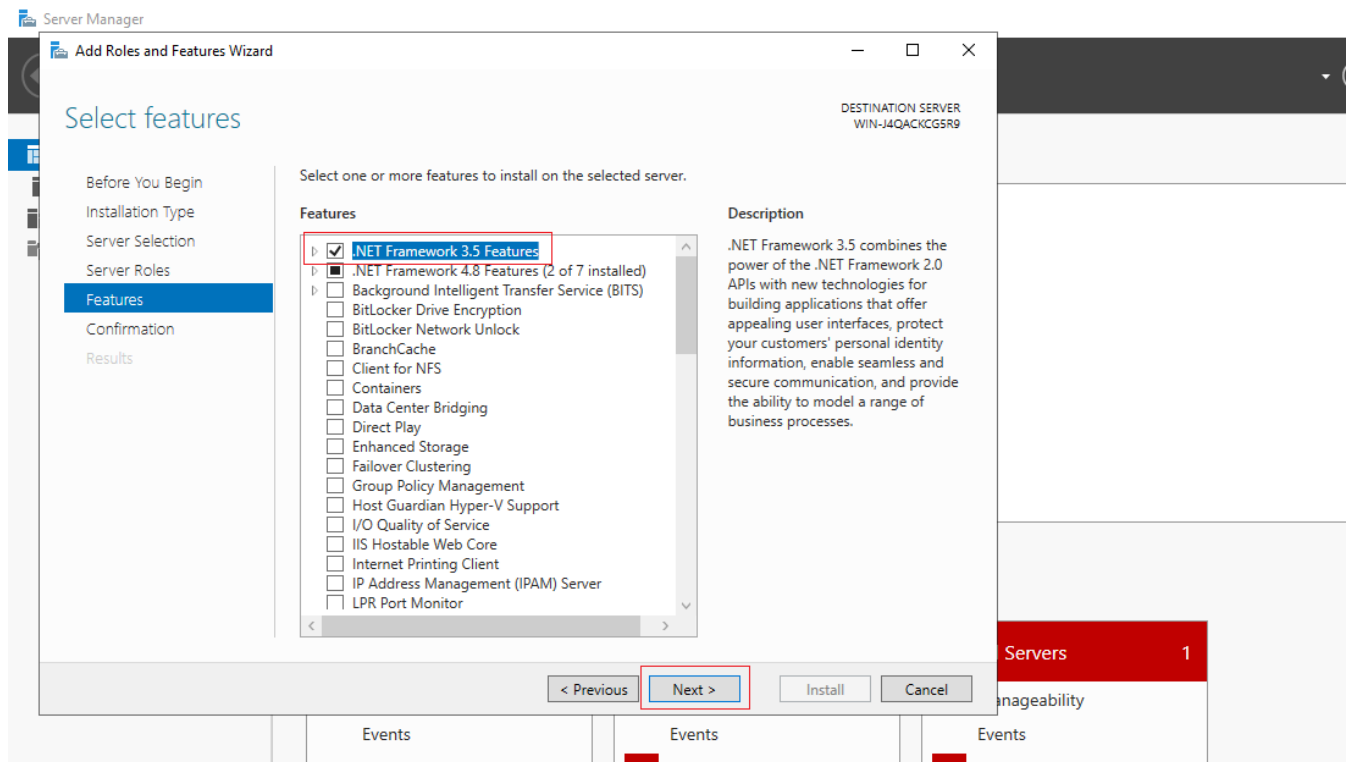 Server Manager
Add Roles and Features Wizard
Select features
DESTINATION SERVER
WIN-J4QACKCG5R9
Before You Begin
Installation Type
Server Selection
Server Roles
Features
Confirmation
Results
Select one or more features to install on the selected server.
Features
.NET Framework 3.5 Features
.NET Framework 4.8 Features (2 of 7 installed)
Background Intelligent Transfer Service (BITS)
BitLocker Drive Encryption
BitLocker Network Unlock
BranchCache
Client for NFS
Containers
Data Center Bridging
Direct Play
Enhanced Storage
Failover Clustering
Group Policy Management
Host Guardian Hyper-V Support
I/O Quality of Service
IIS Hostable Web Core
Internet Printing Client
IP Address Management (IPAM) Server
LPR Port Monitor
Description
.NET Framework 3.5 combines the
power of the .NET Framework 2.0
APIs with new technologies for
building applications that offer
appealing user interfaces, protect
your customers' personal identity
information, enable seamless and
secure communication, and provide
the ability to model a range of
business processes.
< Previous
Next >
Install
Cancel
Servers 1
anageability
Events
Events
Events